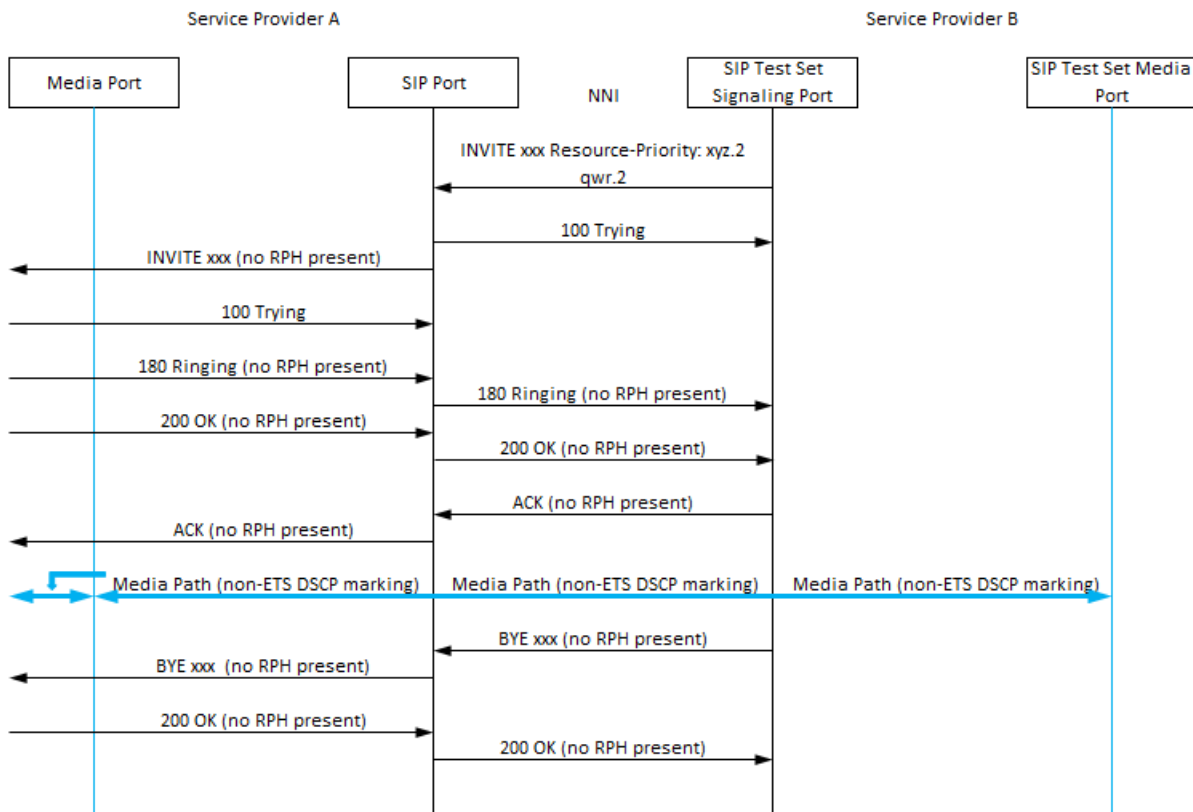 Service Provider A
Service Provider B
Media Port
SIP Port
NNI
SIP Test Set
Signaling Port
SIP Test Set Media
Port
INVITE xxx Resource-Priority: xyz.2
qwr.2
100 Trying
INVITE xxx (no RPH present)
100 Trying
180 Ringing (no RPH present)
180 Ringing (no RPH present)
200 OK (no RPH present)
200 OK (no RPH present)
ACK (no RPH present)
ACK (no RPH present)
Media Path (non-ETS DSCP marking)
Media Path (non-ETS DSCP marking)
Media Path (non-ETS DSCP marking)
BYE xxx (no RPH present)
BYE xxx (no RPH present)
200 OK (no RPH present)
200 OK (no RPH present)